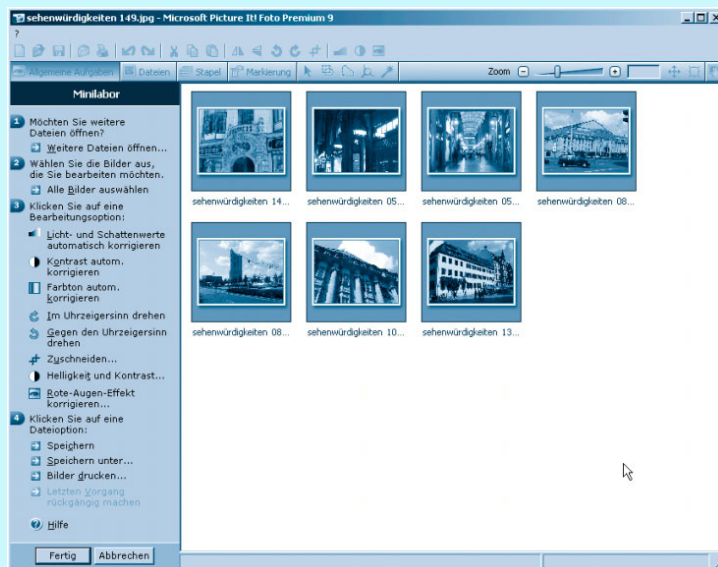 sehenwürdigkeiten 149.jpg - Microsoft Picture It! Foto Premium 9
?
Allgemeine Aufgaben Dateien Stapel Markierung Zoom
Minilabor
1 Möchten Sie weitere
Dateien öffnen?
Weitere Dateien öffnen...
2 Wählen Sie die Bilder aus,
die Sie bearbeiten möchten.
Alle Bilder auswählen
3 Klicken Sie auf eine
Bearbeitungsoption:
Licht- und Schattenwerte
automatisch korrigieren
Kontrast autom.
korrigieren
Farbton autom.
korrigieren
Im Uhrzeigersinn drehen
Gegen den Uhrzeigersinn
drehen
Zuschneiden...
Helligkeit und Kontrast...
Rote-Augen-Effekt
korrigieren...
4 Klicken Sie auf eine
Dateioption:
Speichern
Speichern unter...
Bilder drucken...
Letzten Vorgang
rückgängig machen
Hilfe
Fertig Abbrechen
sehenwürdigkeiten 14... sehenwürdigkeiten 05... sehenwürdigkeiten 05... sehenwürdigkeiten 08...
sehenwürdigkeiten 08... sehenwürdigkeiten 10... sehenwürdigkeiten 13...